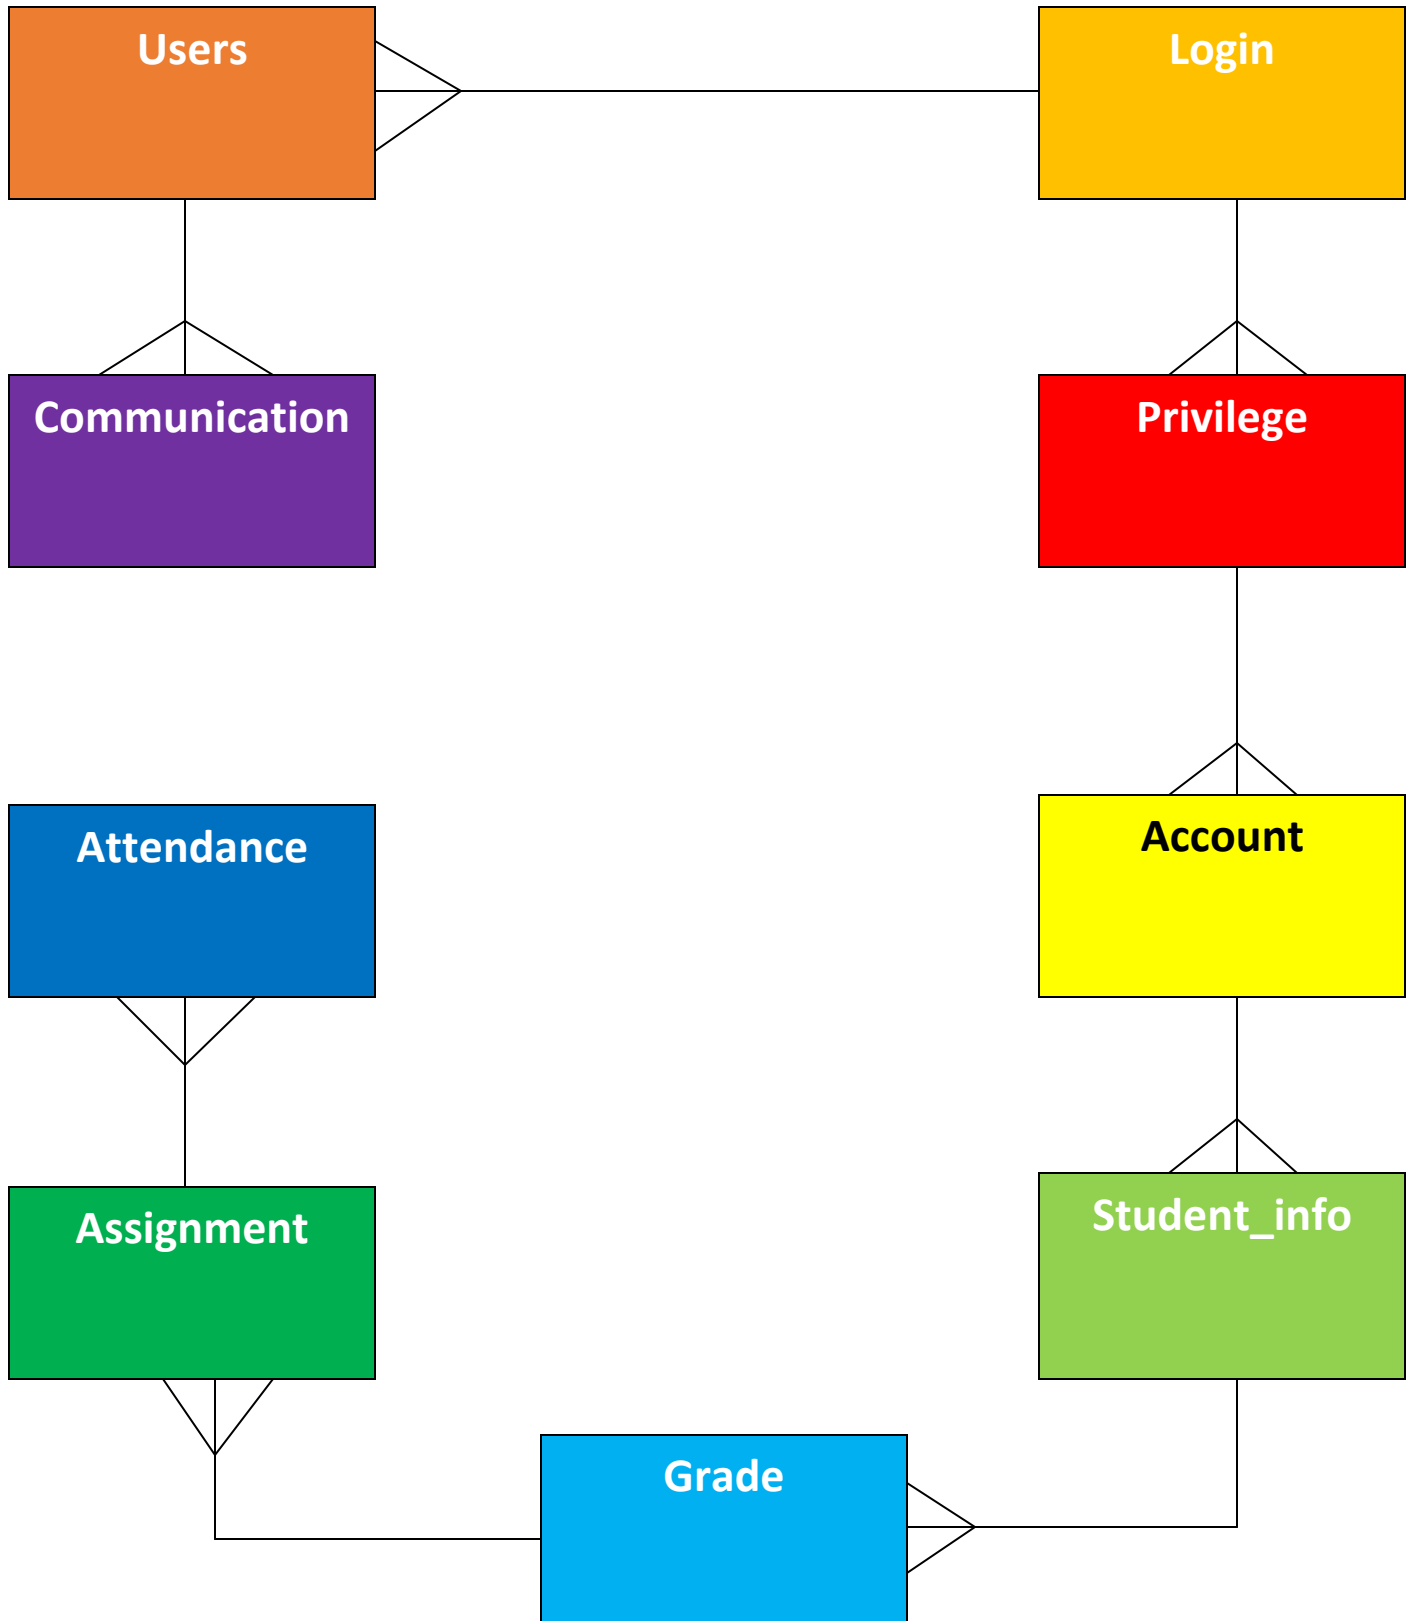 Users
Login
Communication
Privilege
Attendance
Account
Assignment
Student_info
Grade